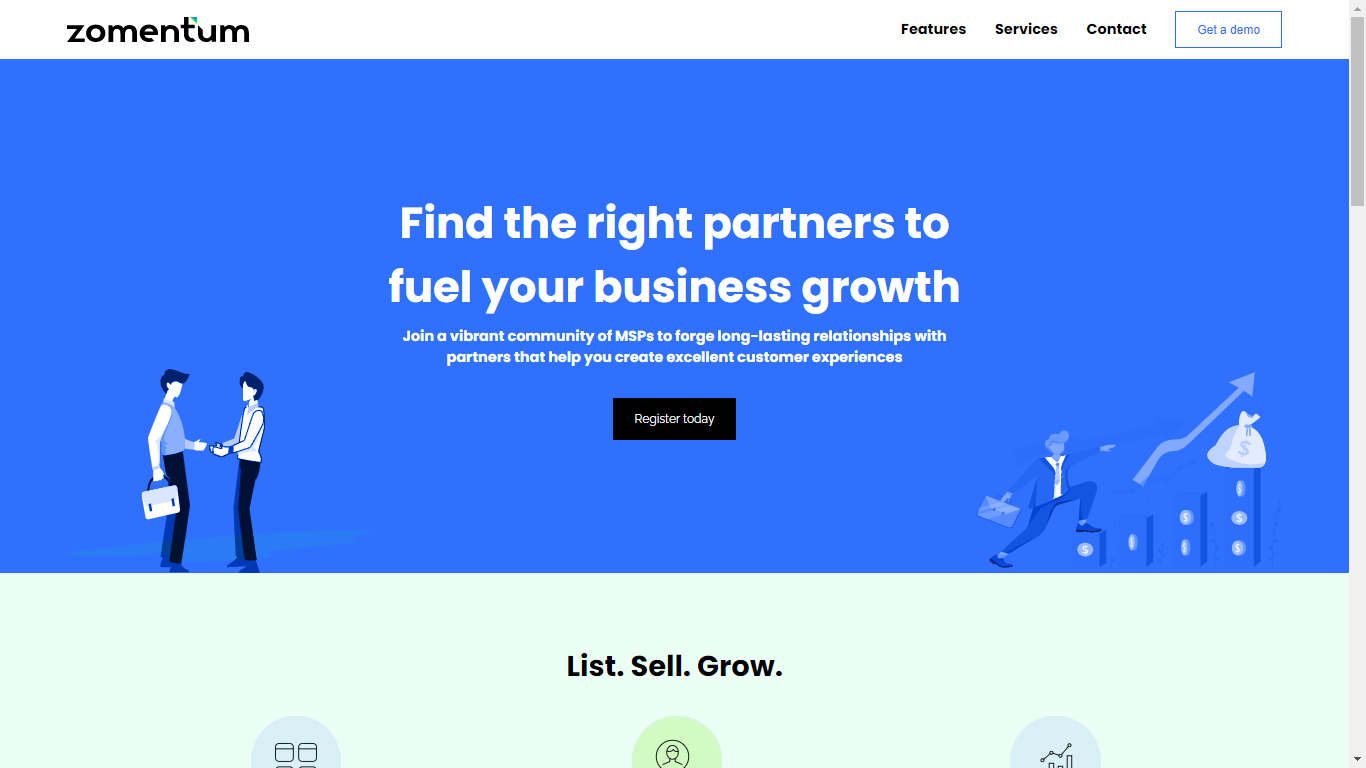 zomentum
Features
Services
Contact
Get a demo
Find the right partners to
fuel your business growth
Join a vibrant community of MSPs to forge long-lasting relationships with
partners that help you create excellent customer experiences
Register today
$
$
$
$
$
$
$
$
List. Sell. Grow.